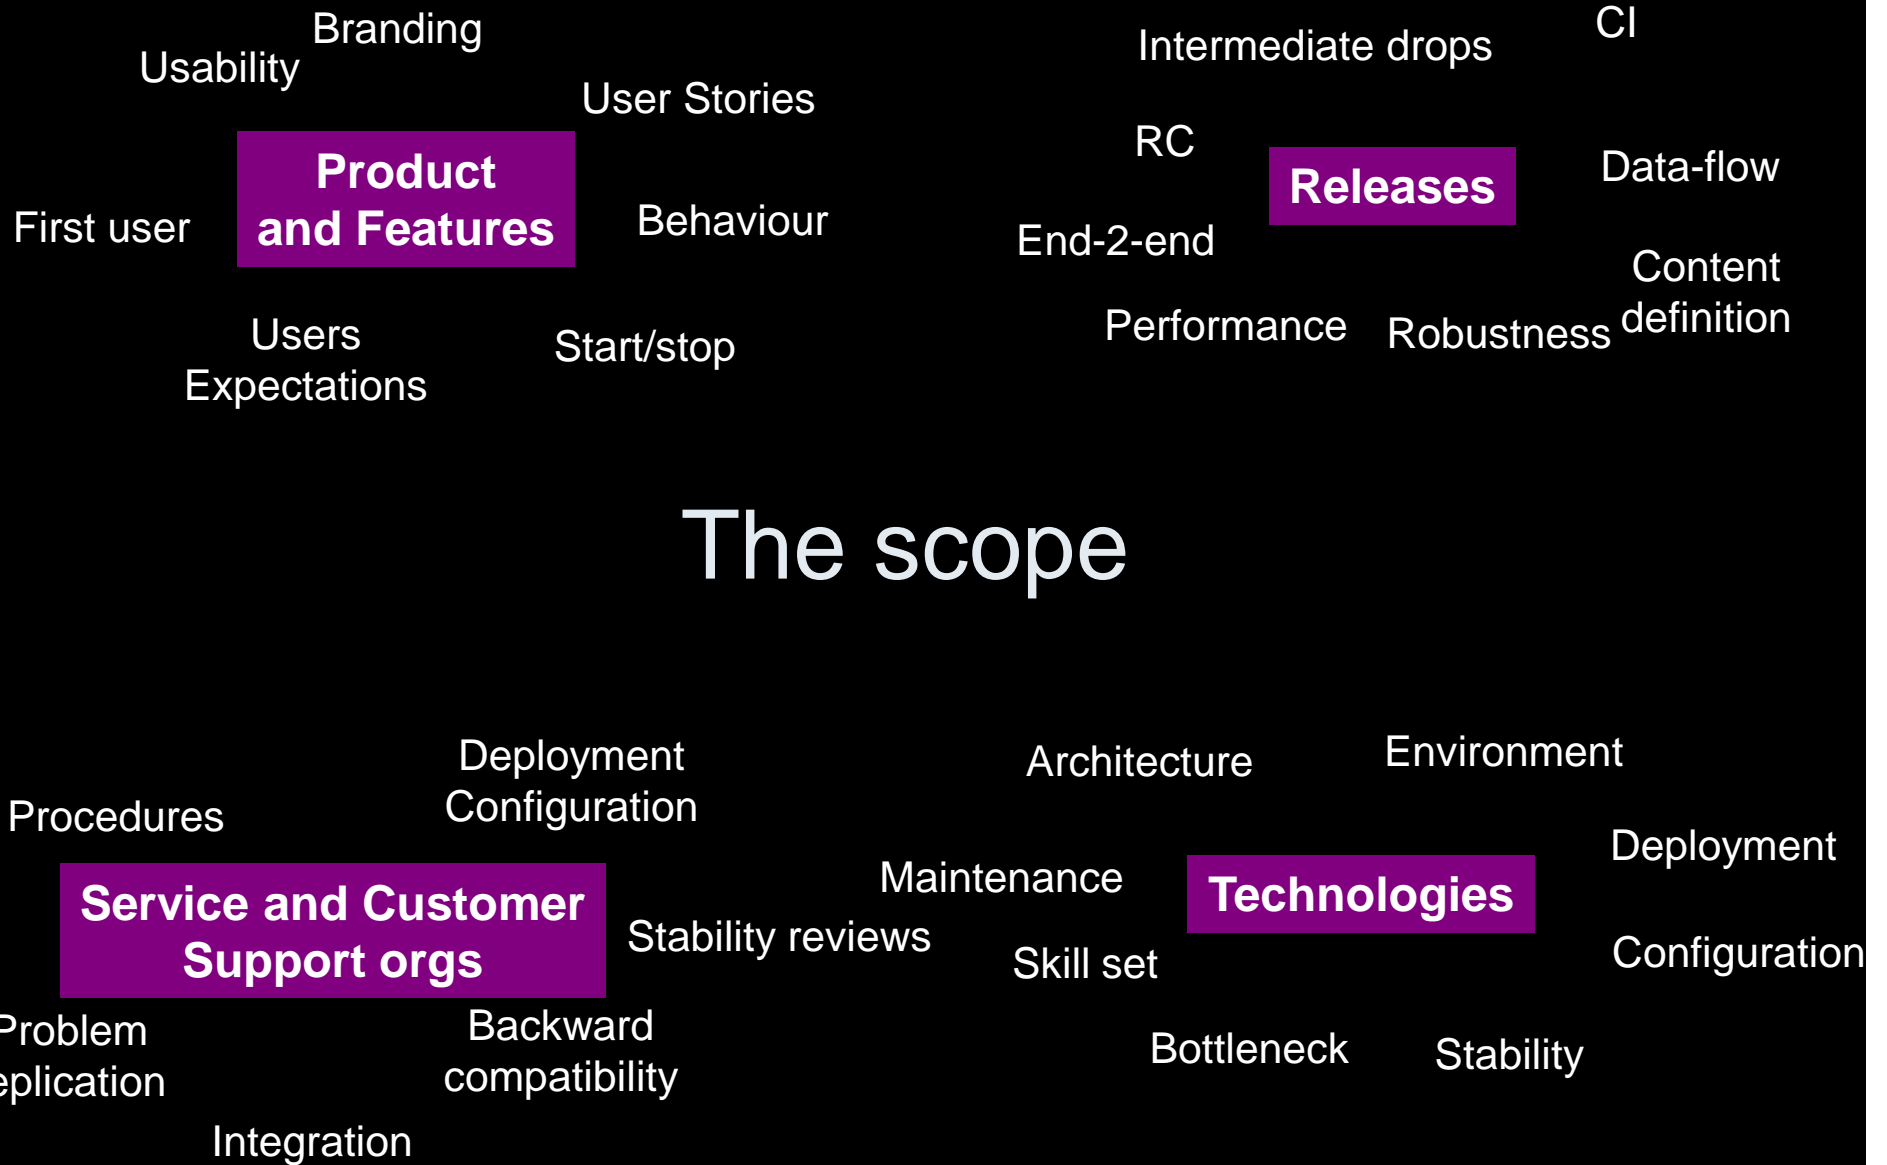 Branding
Usability
User Stories
Product
and Features
First user
Behaviour
Users
Expectations
Start/stop
Intermediate drops
CI
RC
Releases
Data-flow
End-2-end
Content
definition
Performance
Robustness
The scope
Deployment
Configuration
Procedures
Service and Customer
Support orgs
Stability reviews
Problem
eplication
Backward
compatibility
Integration
Architecture
Environment
Maintenance
Technologies
Deployment
Skill set
Configuration
Bottleneck
Stability